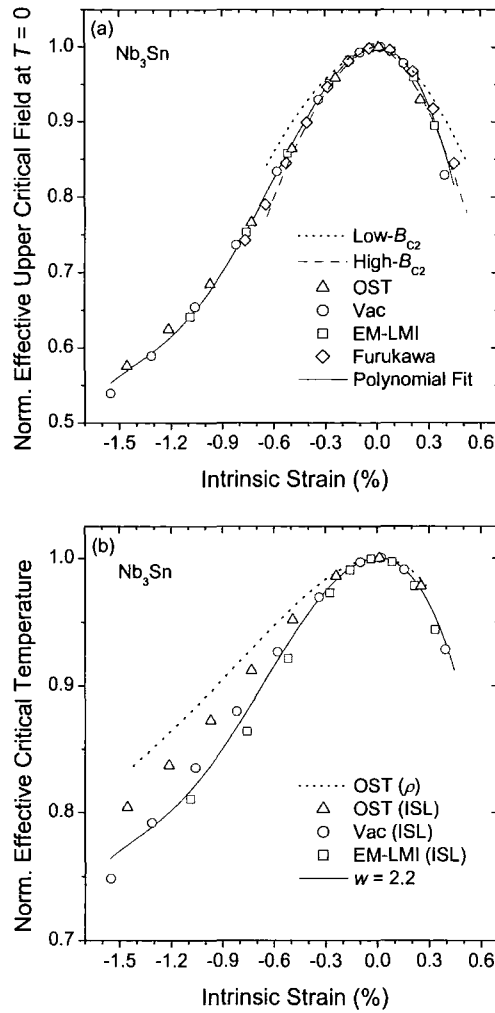 (a)
Nb₃Sn
Norm. Effective Upper Critical Field at T = 0
1.0
0.9
0.8
0.7
0.6
0.5
Low-B_C2
High-B_C2
OST
Vac
EM-LMI
Furukawa
Polynomial Fit
-1.5 -1.2 -0.9 -0.6 -0.3 0.0 0.3 0.6
Intrinsic Strain (%)
(b)
Nb₃Sn
Norm. Effective Critical Temperature
1.0
0.9
0.8
0.7
OST (ρ)
OST (ISL)
Vac (ISL)
EM-LMI (ISL)
w = 2.2
-1.5 -1.2 -0.9 -0.6 -0.3 0.0 0.3 0.6
Intrinsic Strain (%)